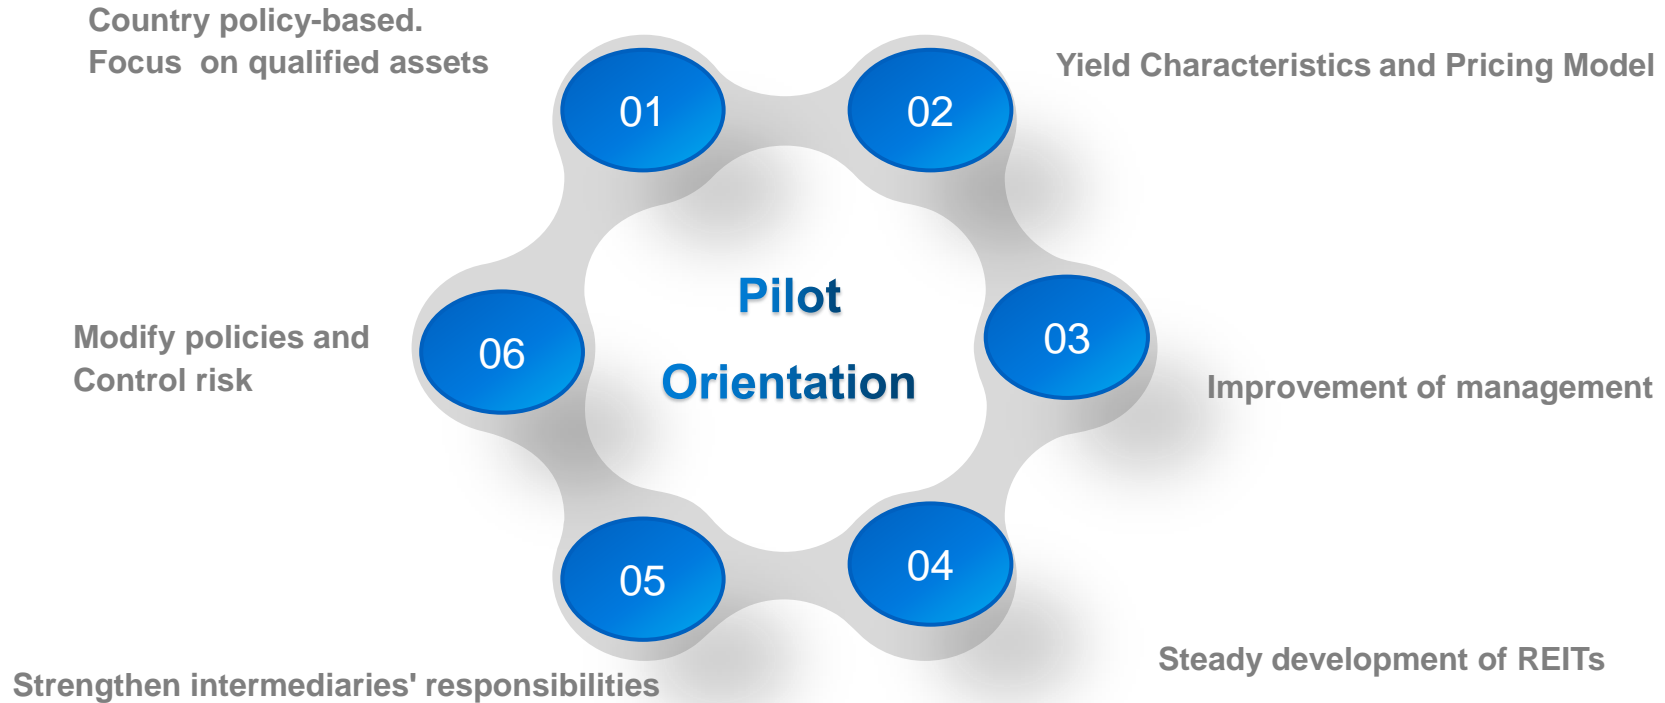 Country policy-based.
Focus  on qualified assets
01
02
Yield Characteristics and Pricing Model
Pilot
Orientation
03
Improvement of management
Modify policies and
Control risk
06
04
Steady development of REITs
05
Strengthen intermediaries' responsibilities